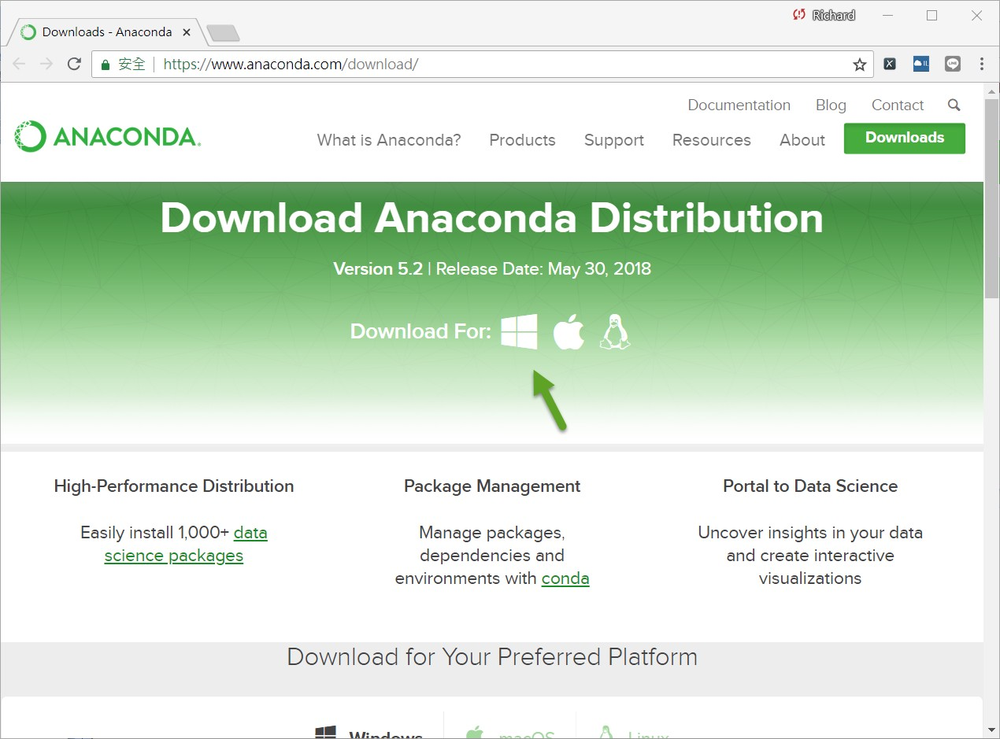 Richard
Downloads - Anaconda
安全 https://www.anaconda.com/download/
Documentation Blog Contact
ANACONDA.
What is Anaconda? Products Support Resources About Downloads
Download Anaconda Distribution
Version 5.2 | Release Date: May 30, 2018
Download For:
High-Performance Distribution
Easily install 1,000+ data
science packages
Package Management
Manage packages,
dependencies and
environments with conda
Portal to Data Science
Uncover insights in your data
and create interactive
visualizations
Download for Your Preferred Platform
Windows macOS Linux